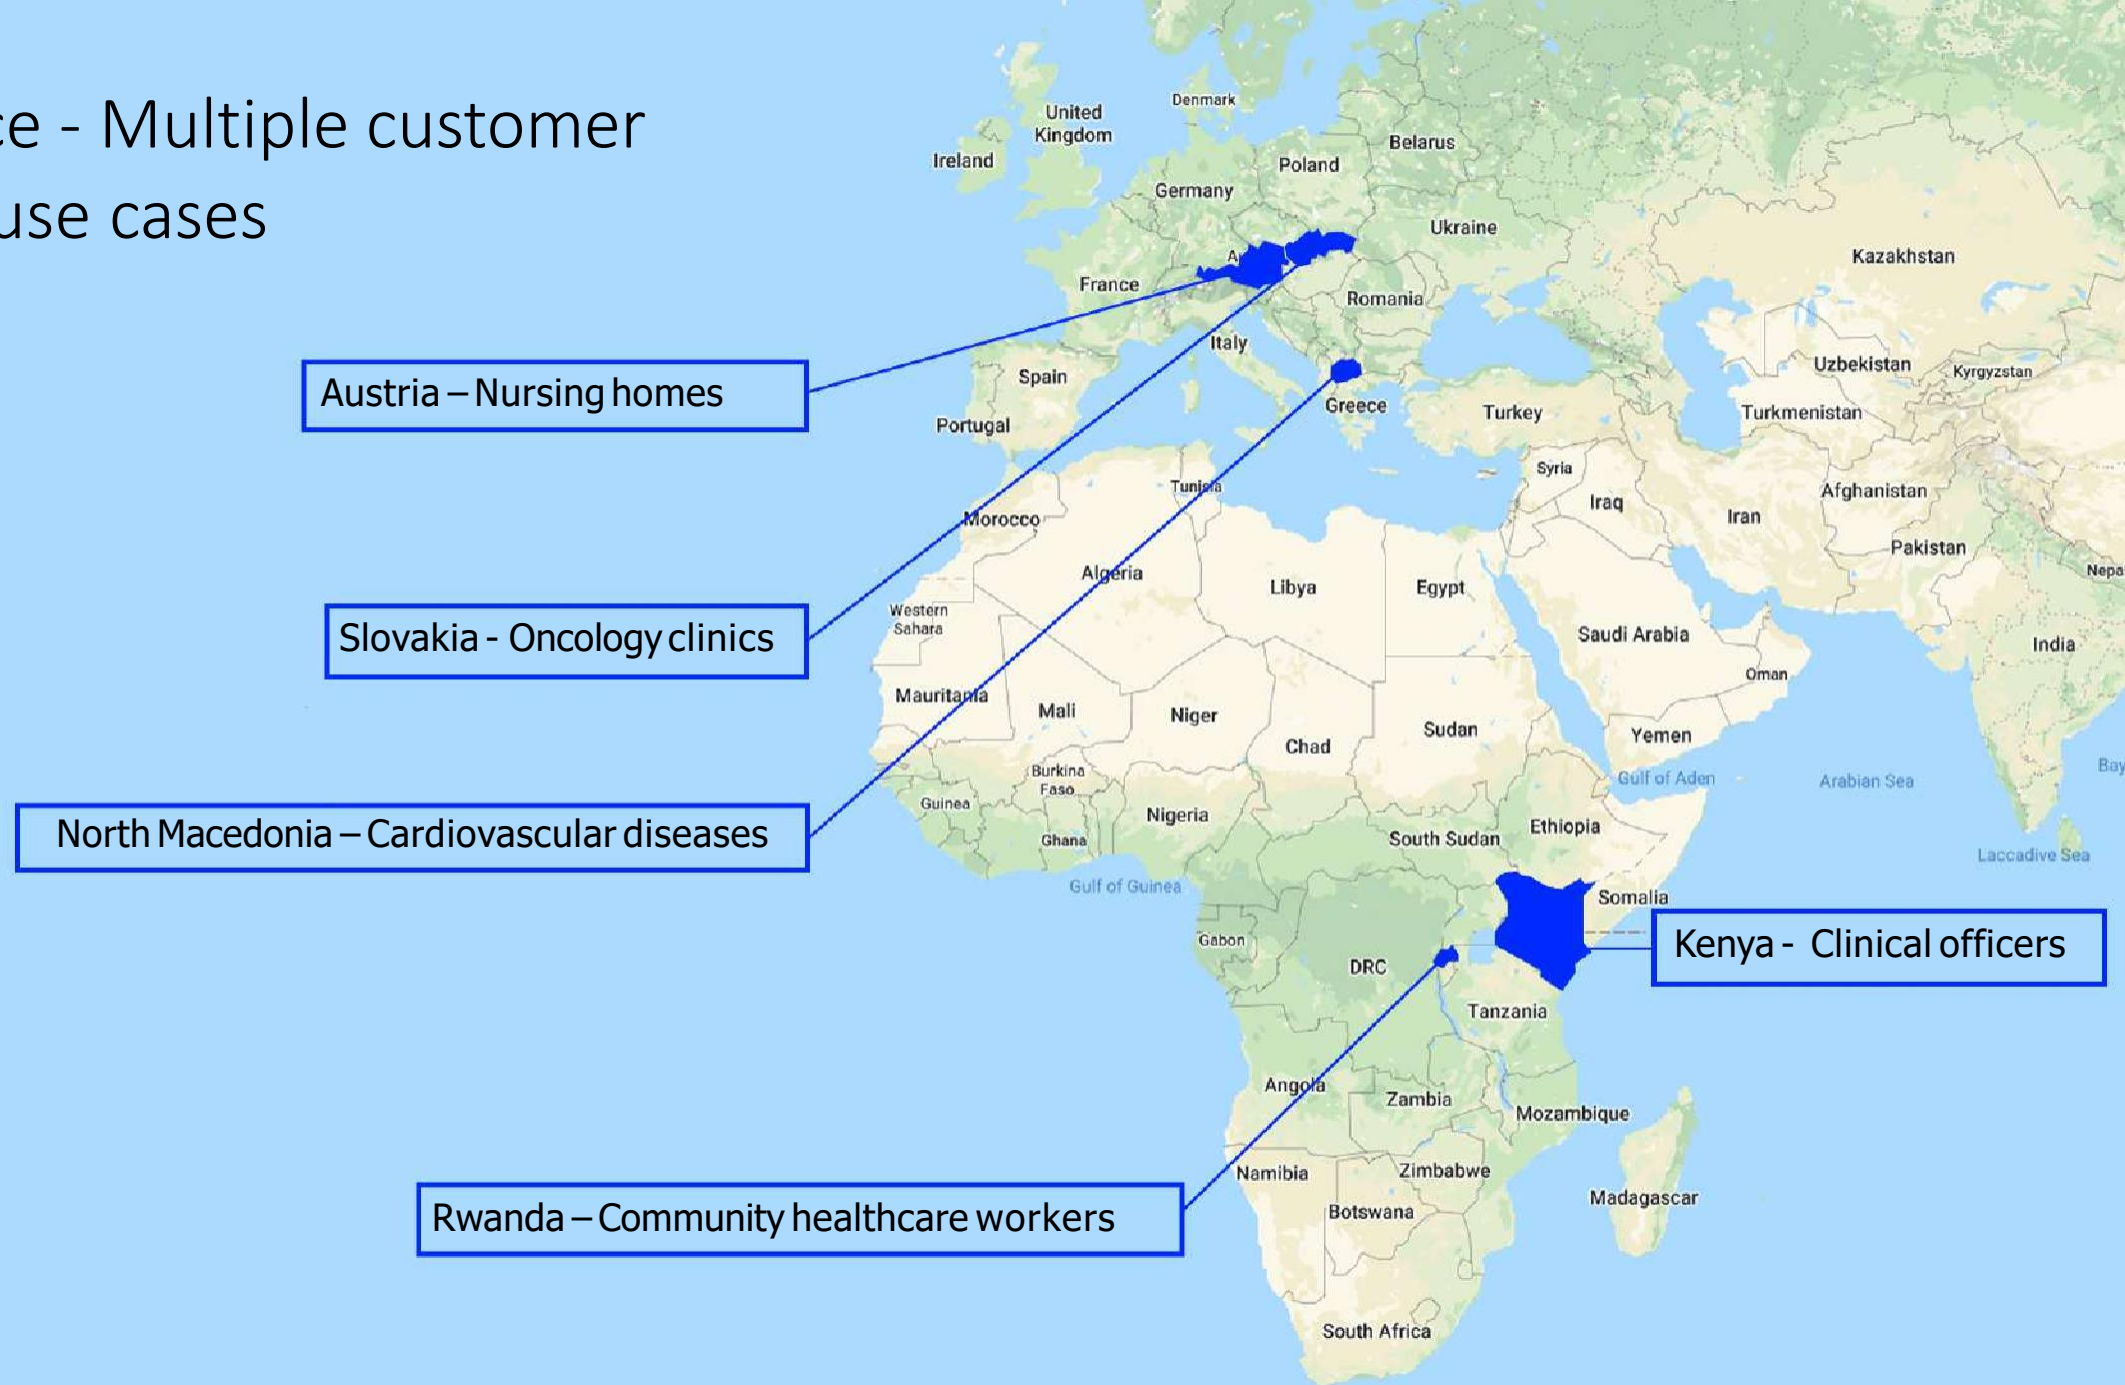 ce - Multiple customer
use cases
Denmark
United
Kingdom
Ireland
Belarus
Poland
Germany
Ukraine
Kazakhstan
France
Romania
Italy
Uzbekistan
Kyrgyzstan
Spain
Austria – Nursing homes
Greece
Turkey
Turkmenistan
Portugal
Syria
Tunisia
Afghanistan
Iraq
Iran
Morocco
Pakistan
Algeria
Libya
Egypt
Nepa
Western
Sahara
Saudi Arabia
Slovakia - Oncology clinics
India
Oman
Mauritania
Mali
Niger
Sudan
Yemen
Chad
Bay
Burkina
Faso
Gulf of Aden
Arabian Sea
Guinea
Nigeria
Ethiopia
North Macedonia – Cardiovascular diseases
Ghana
South Sudan
Laccadive Sea
Gulf of Guinea
Somalia
Gabon
Kenya - Clinical officers
DRC
Tanzania
Angola
Zambia
Mozambique
Namibia
Zimbabwe
Madagascar
Botswana
Rwanda – Community healthcare workers
South Africa